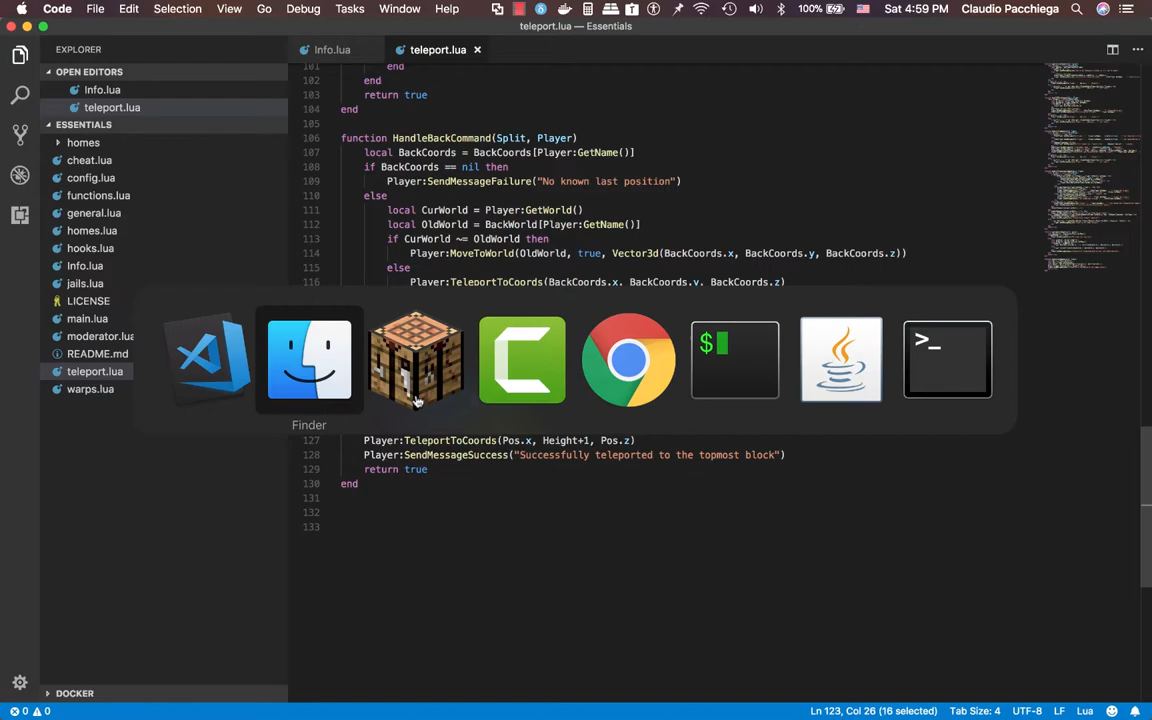 Code File Edit Selection View Go Debug Tasks Window Help 100% Sat 4:59 PM Claudio Pacchiega
teleport.lua — Essentials
EXPLORER
OPEN EDITORS
Info.lua
teleport.lua
ESSENTIALS
homes
cheat.lua
config.lua
functions.lua
general.lua
homes.lua
hooks.lua
Info.lua
jails.lua
LICENSE
main.lua
moderator.lua
README.md
teleport.lua
warps.lua
DOCKER
Info.lua teleport.lua
101 end
102 end
103 return true
104 end
105
106 function HandleBackCommand(Split, Player)
107 local BackCoords = BackCoords[Player:GetName()]
108 if BackCoords == nil then
109 Player:SendMessageFailure("No known last position")
110 else
111 local CurWorld = Player:GetWorld()
112 local OldWorld = BackWorld[Player:GetName()]
113 if CurWorld ~= OldWorld then
114 Player:MoveToWorld(OldWorld, true, Vector3d(BackCoords.x, BackCoords.y, BackCoords.z))
115 else
116 Player:TeleportToCoords(BackCoords.x, BackCoords.y, BackCoords.z)
$
>_
Finder
127 Player:TeleportToCoords(Pos.x, Height+1, Pos.z)
128 Player:SendMessageSuccess("Successfully teleported to the topmost block")
129 return true
130 end
131
132
133
0 0 Ln 123, Col 26 (16 selected) Tab Size: 4 UTF-8 LF Lua